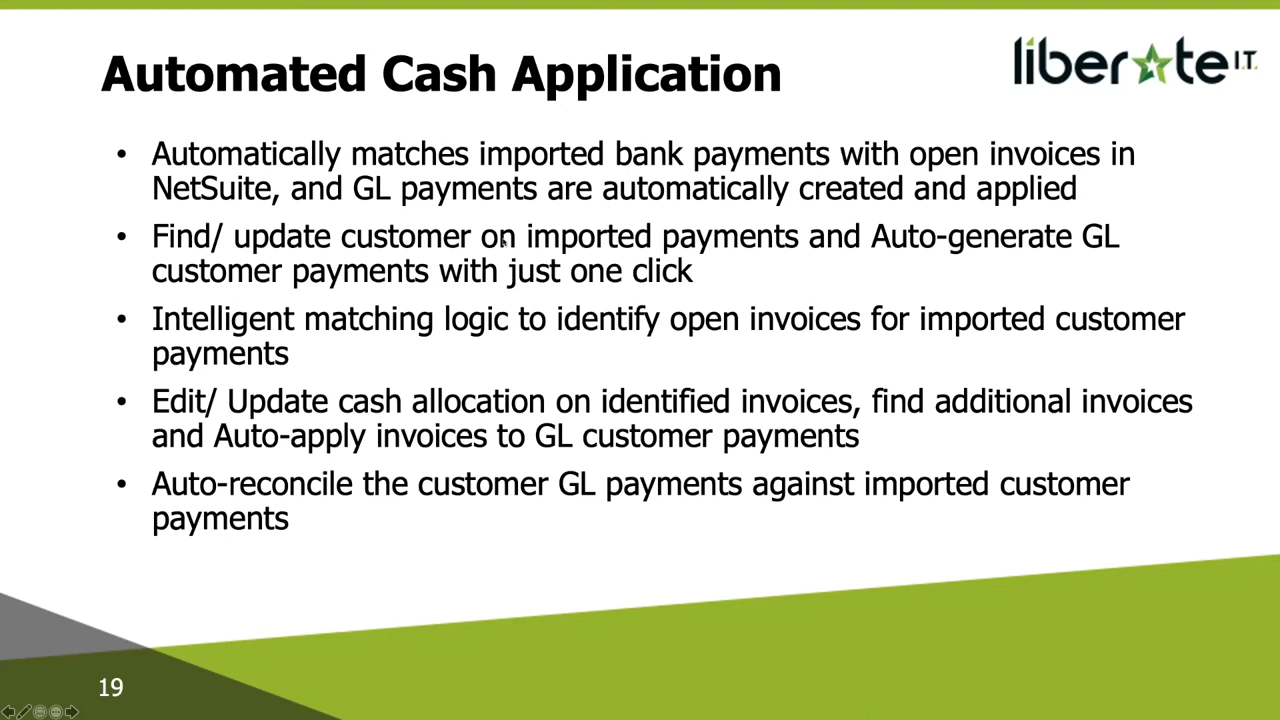 Automated Cash Application
liberate I.T.
• Automatically matches imported bank payments with open invoices in
NetSuite, and GL payments are automatically created and applied
• Find/ update customer on imported payments and Auto-generate GL
customer payments with just one click
• Intelligent matching logic to identify open invoices for imported customer
payments
• Edit/ Update cash allocation on identified invoices, find additional invoices
and Auto-apply invoices to GL customer payments
• Auto-reconcile the customer GL payments against imported customer
payments
19